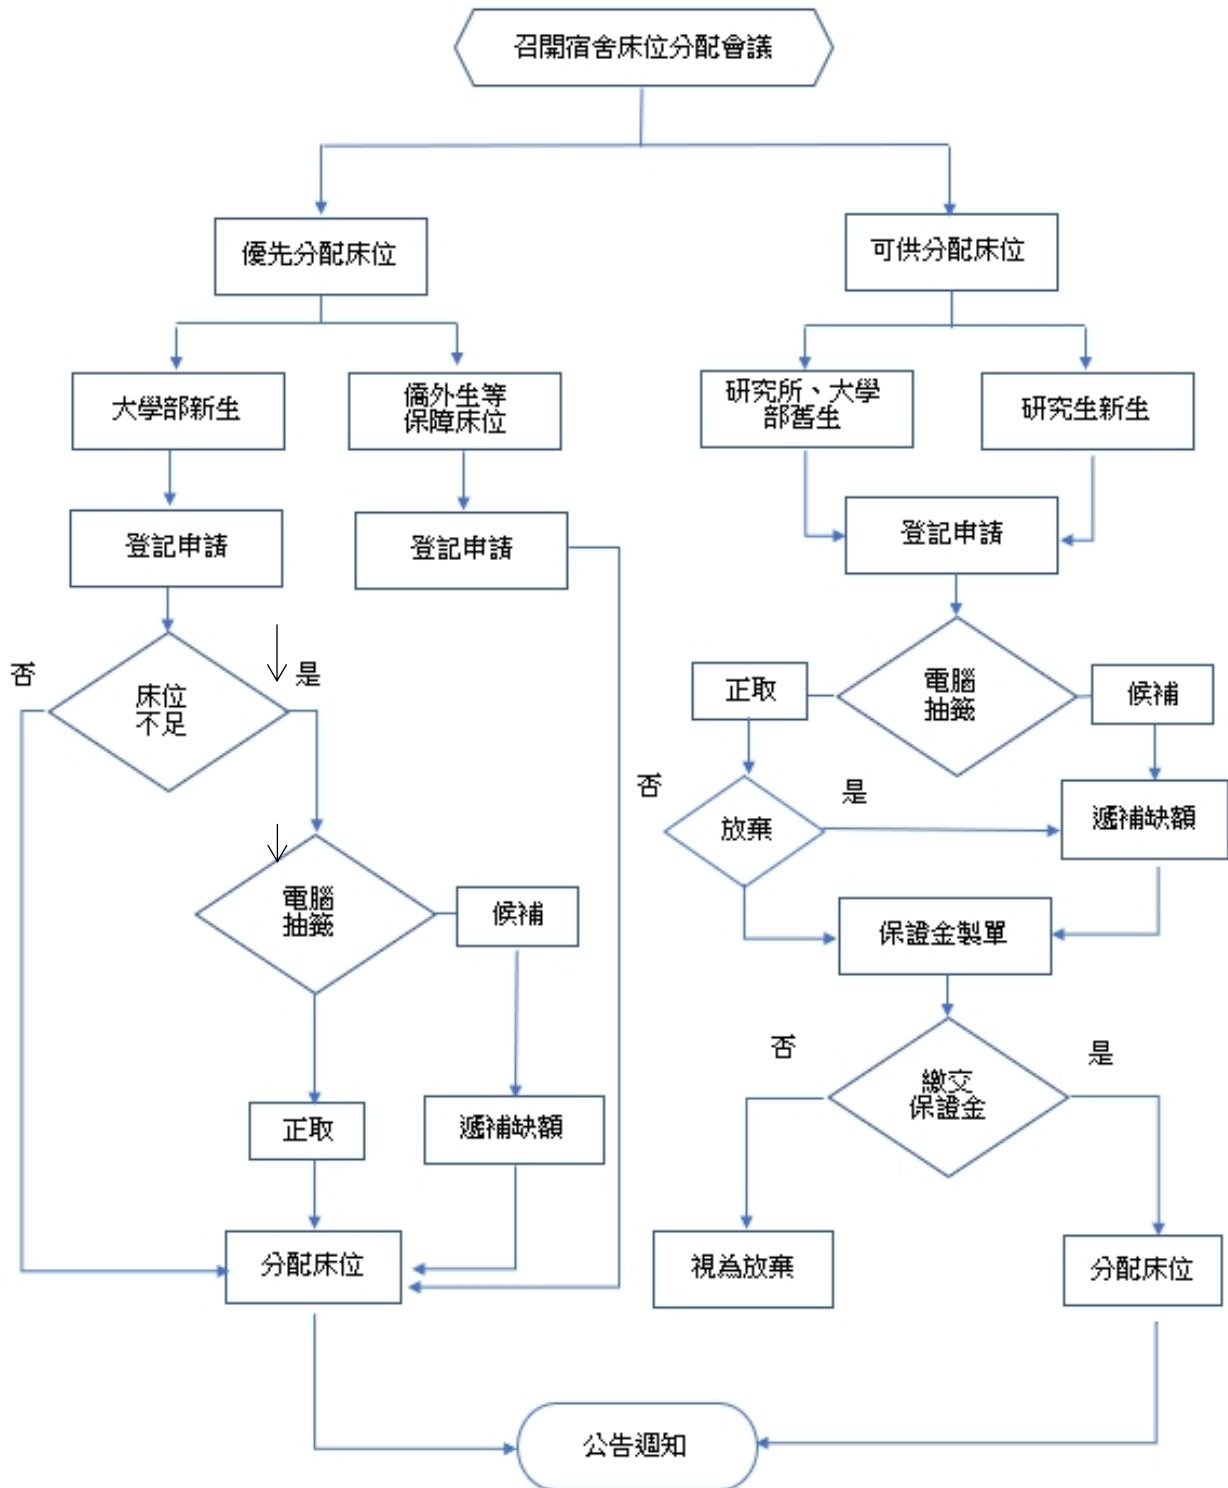 召開宿舍床位分配會議
優先分配床位
可供分配床位
大學部新生
僑外生等
保障床位
研究所、大學
部舊生
研究生新生
登記申請
登記申請
登記申請
否
床位
不足
是
正取
電腦
抽籤
候補
否
放棄
是
遞補缺額
電腦
抽籤
候補
保證金製單
正取
遞補缺額
否
繳交
保證金
是
分配床位
視為放棄
分配床位
公告週知